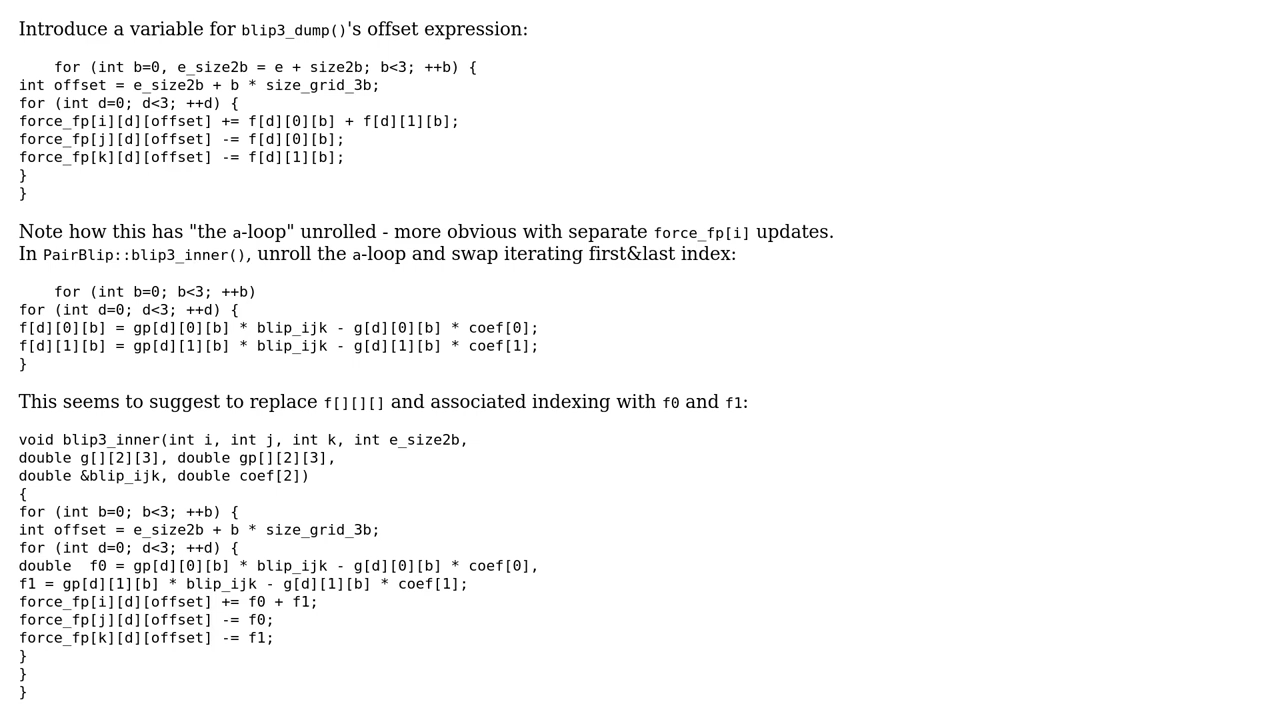 Introduce a variable for blip3_dump()'s offset expression:
for (int b=0, e_size2b = e + size2b; b<3; ++b) {
int offset = e_size2b + b * size_grid_3b;
for (int d=0; d<3; ++d) {
force_fp[i][d][offset] += f[d][0][b] + f[d][1][b];
force_fp[j][d][offset] -= f[d][0][b];
force_fp[k][d][offset] -= f[d][1][b];
}
}
Note how this has "the a-loop" unrolled - more obvious with separate force_fp[i] updates.
In PairBlip::blip3_inner(), unroll the a-loop and swap iterating first&last index:
for (int b=0; b<3; ++b)
for (int d=0; d<3; ++d) {
f[d][0][b] = gp[d][0][b] * blip_ijk - g[d][0][b] * coef[0];
f[d][1][b] = gp[d][1][b] * blip_ijk - g[d][1][b] * coef[1];
}
This seems to suggest to replace f[][][] and associated indexing with f0 and f1:
void blip3_inner(int i, int j, int k, int e_size2b,
double g[][2][3], double gp[][2][3],
double &blip_ijk, double coef[2])
{
for (int b=0; b<3; ++b) {
int offset = e_size2b + b * size_grid_3b;
for (int d=0; d<3; ++d) {
double  f0 = gp[d][0][b] * blip_ijk - g[d][0][b] * coef[0],
f1 = gp[d][1][b] * blip_ijk - g[d][1][b] * coef[1];
force_fp[i][d][offset] += f0 + f1;
force_fp[j][d][offset] -= f0;
force_fp[k][d][offset] -= f1;
}
}
}